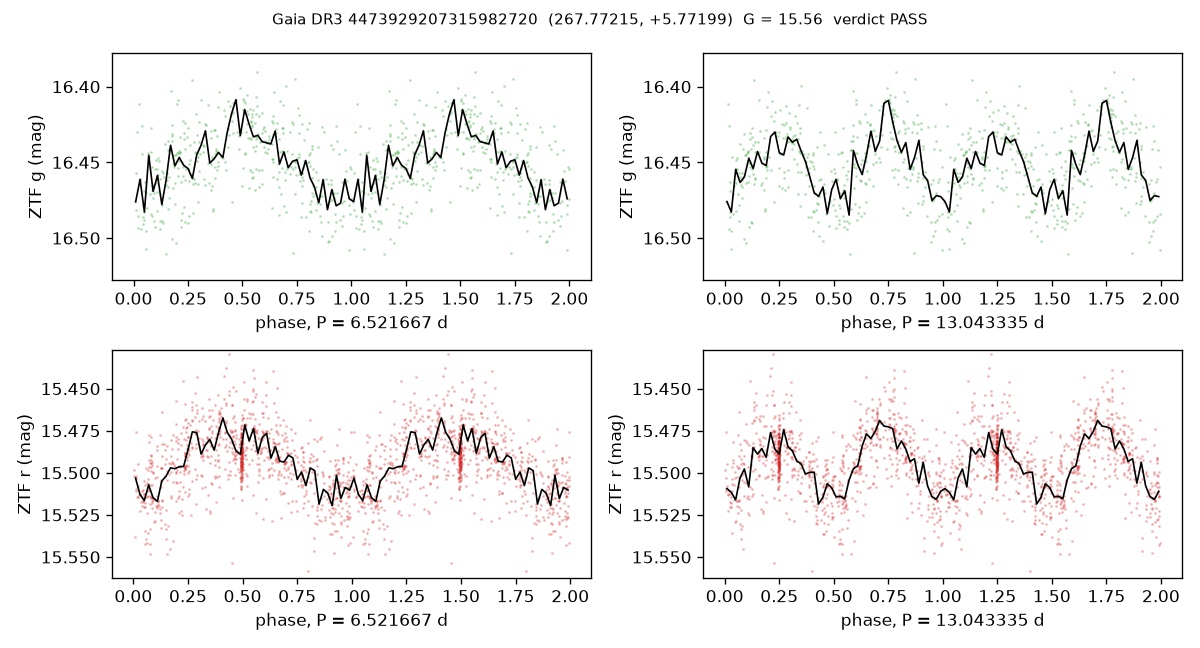 Gaia DR3 4473929207315982720 (267.77215, +5.77199) G = 15.56 verdict PASS
ZTF g (mag)
16.40
16.45
16.50
0.00 0.25 0.50 0.75 1.00 1.25 1.50 1.75 2.00
phase, P = 6.521667 d
ZTF g (mag)
16.40
16.45
16.50
0.00 0.25 0.50 0.75 1.00 1.25 1.50 1.75 2.00
phase, P = 13.043335 d
ZTF r (mag)
15.450
15.475
15.500
15.525
15.550
0.00 0.25 0.50 0.75 1.00 1.25 1.50 1.75 2.00
phase, P = 6.521667 d
ZTF r (mag)
15.450
15.475
15.500
15.525
15.550
0.00 0.25 0.50 0.75 1.00 1.25 1.50 1.75 2.00
phase, P = 13.043335 d